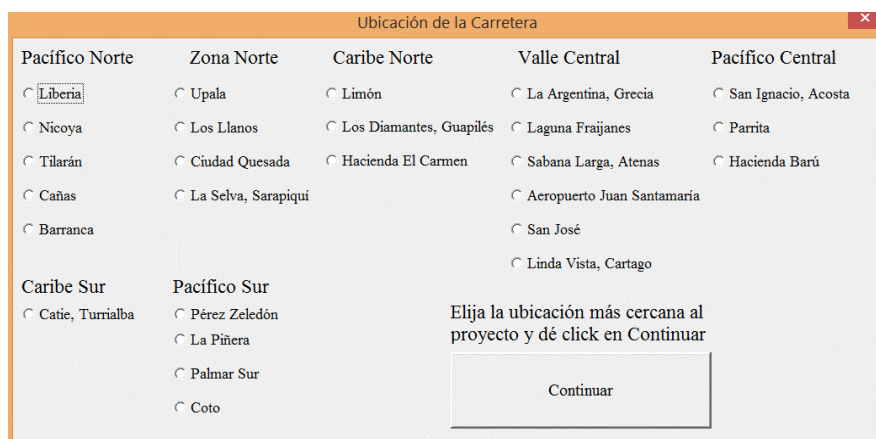 Ubicación de la Carretera
Pacífico Norte
Liberia
Nicoya
Tilarán
Cañas
Barranca
Zona Norte
Upala
Los Llanos
Ciudad Quesada
La Selva, Sarapiquí
Caribe Norte
Limón
Los Diamantes, Guapilés
Hacienda El Carmen
Valle Central
La Argentina, Grecia
Laguna Fraijanes
Sabana Larga, Atenas
Aeropuerto Juan Santamaría
San José
Linda Vista, Cartago
Pacífico Central
San Ignacio, Acosta
Parrita
Hacienda Barú
Caribe Sur
Catie, Turrialba
Pacífico Sur
Pérez Zeledón
La Piñera
Palmar Sur
Coto
Elija la ubicación más cercana al
proyecto y dé click en Continuar
Continuar